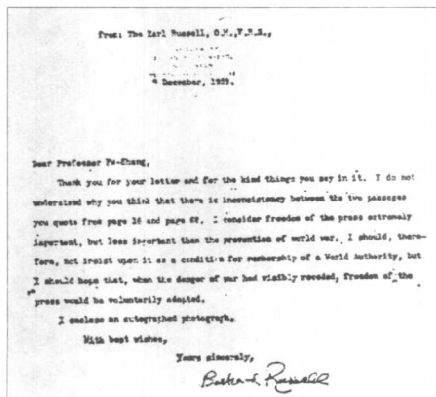 From: The Earl Russell, O.M., F.R.S.,
December, 1959.
Dear Professor
Thank you for your letter and for the kind things you say in it. I do not
understand why you think that there is inconsistency between the two passages
you quote from page 16 and page I consider freedom of the press extremely
important, but less important than the prevention of world war. I should, there-
fore, not insist upon it as a condition for membership of a World Authority, but
I should hope that, when the danger of war had visibly receded, freedom of the
press would be voluntarily adopted.
I enclose an autographed photograph.
With best wishes,
Yours sincerely,
Bertrand Russell